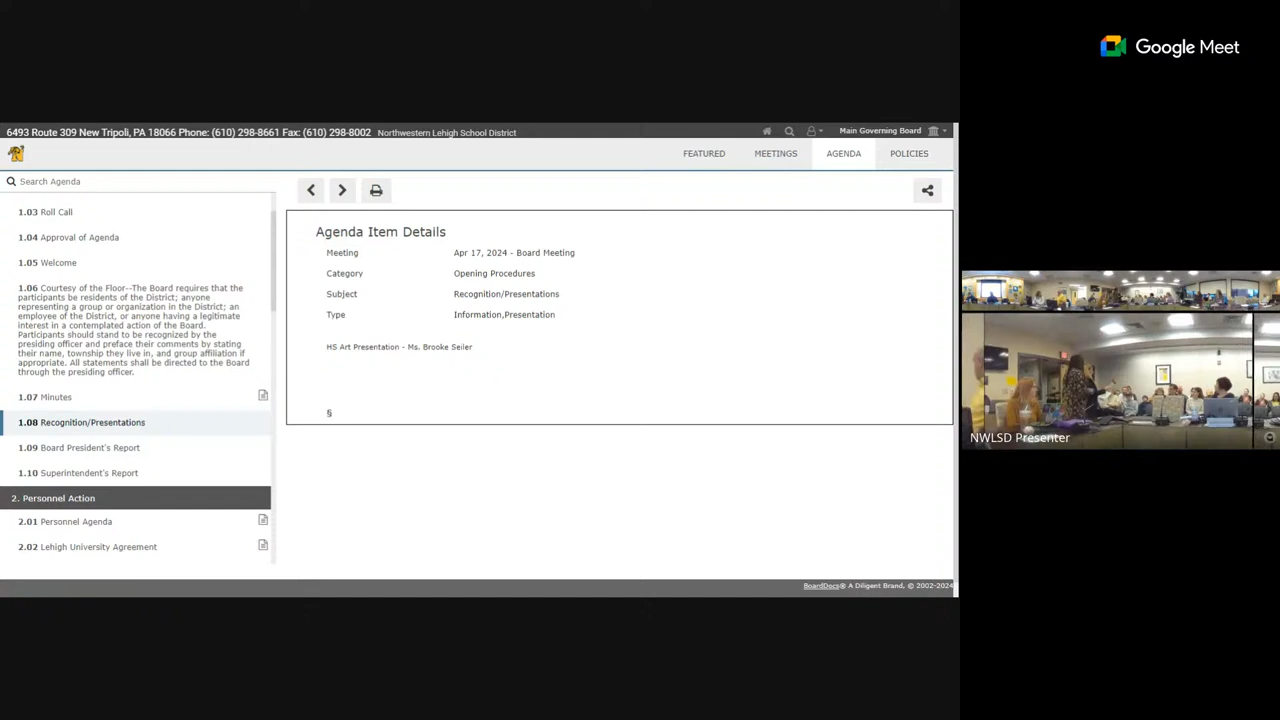 Google Meet
6493 Route 309 New Tripoli, PA 18066 Phone: (610) 298-8661 Fax: (610) 298-8002 Northwestern Lehigh School District
Main Governing Board
FEATURED MEETINGS AGENDA POLICIES
Search Agenda
1.03 Roll Call
1.04 Approval of Agenda
1.05 Welcome
1.06 Courtesy of the Floor--The Board requires that the
participants be residents of the District; anyone
representing a group or organization in the District; an
employee of the District, or anyone having a legitimate
interest in a contemplated action of the Board.
Participants should stand to be recognized by the
presiding officer and preface their comments by stating
their name, township they live in, and group affiliation if
appropriate. All statements shall be directed to the Board
through the presiding officer.
1.07 Minutes
1.08 Recognition/Presentations
1.09 Board President's Report
1.10 Superintendent's Report
2. Personnel Action
2.01 Personnel Agenda
2.02 Lehigh University Agreement
Agenda Item Details
Meeting Apr 17, 2024 - Board Meeting
Category Opening Procedures
Subject Recognition/Presentations
Type Information,Presentation
HS Art Presentation - Ms. Brooke Seiler
§
BoardDocs® A Diligent Brand, © 2002-2024
NWLSD Presenter